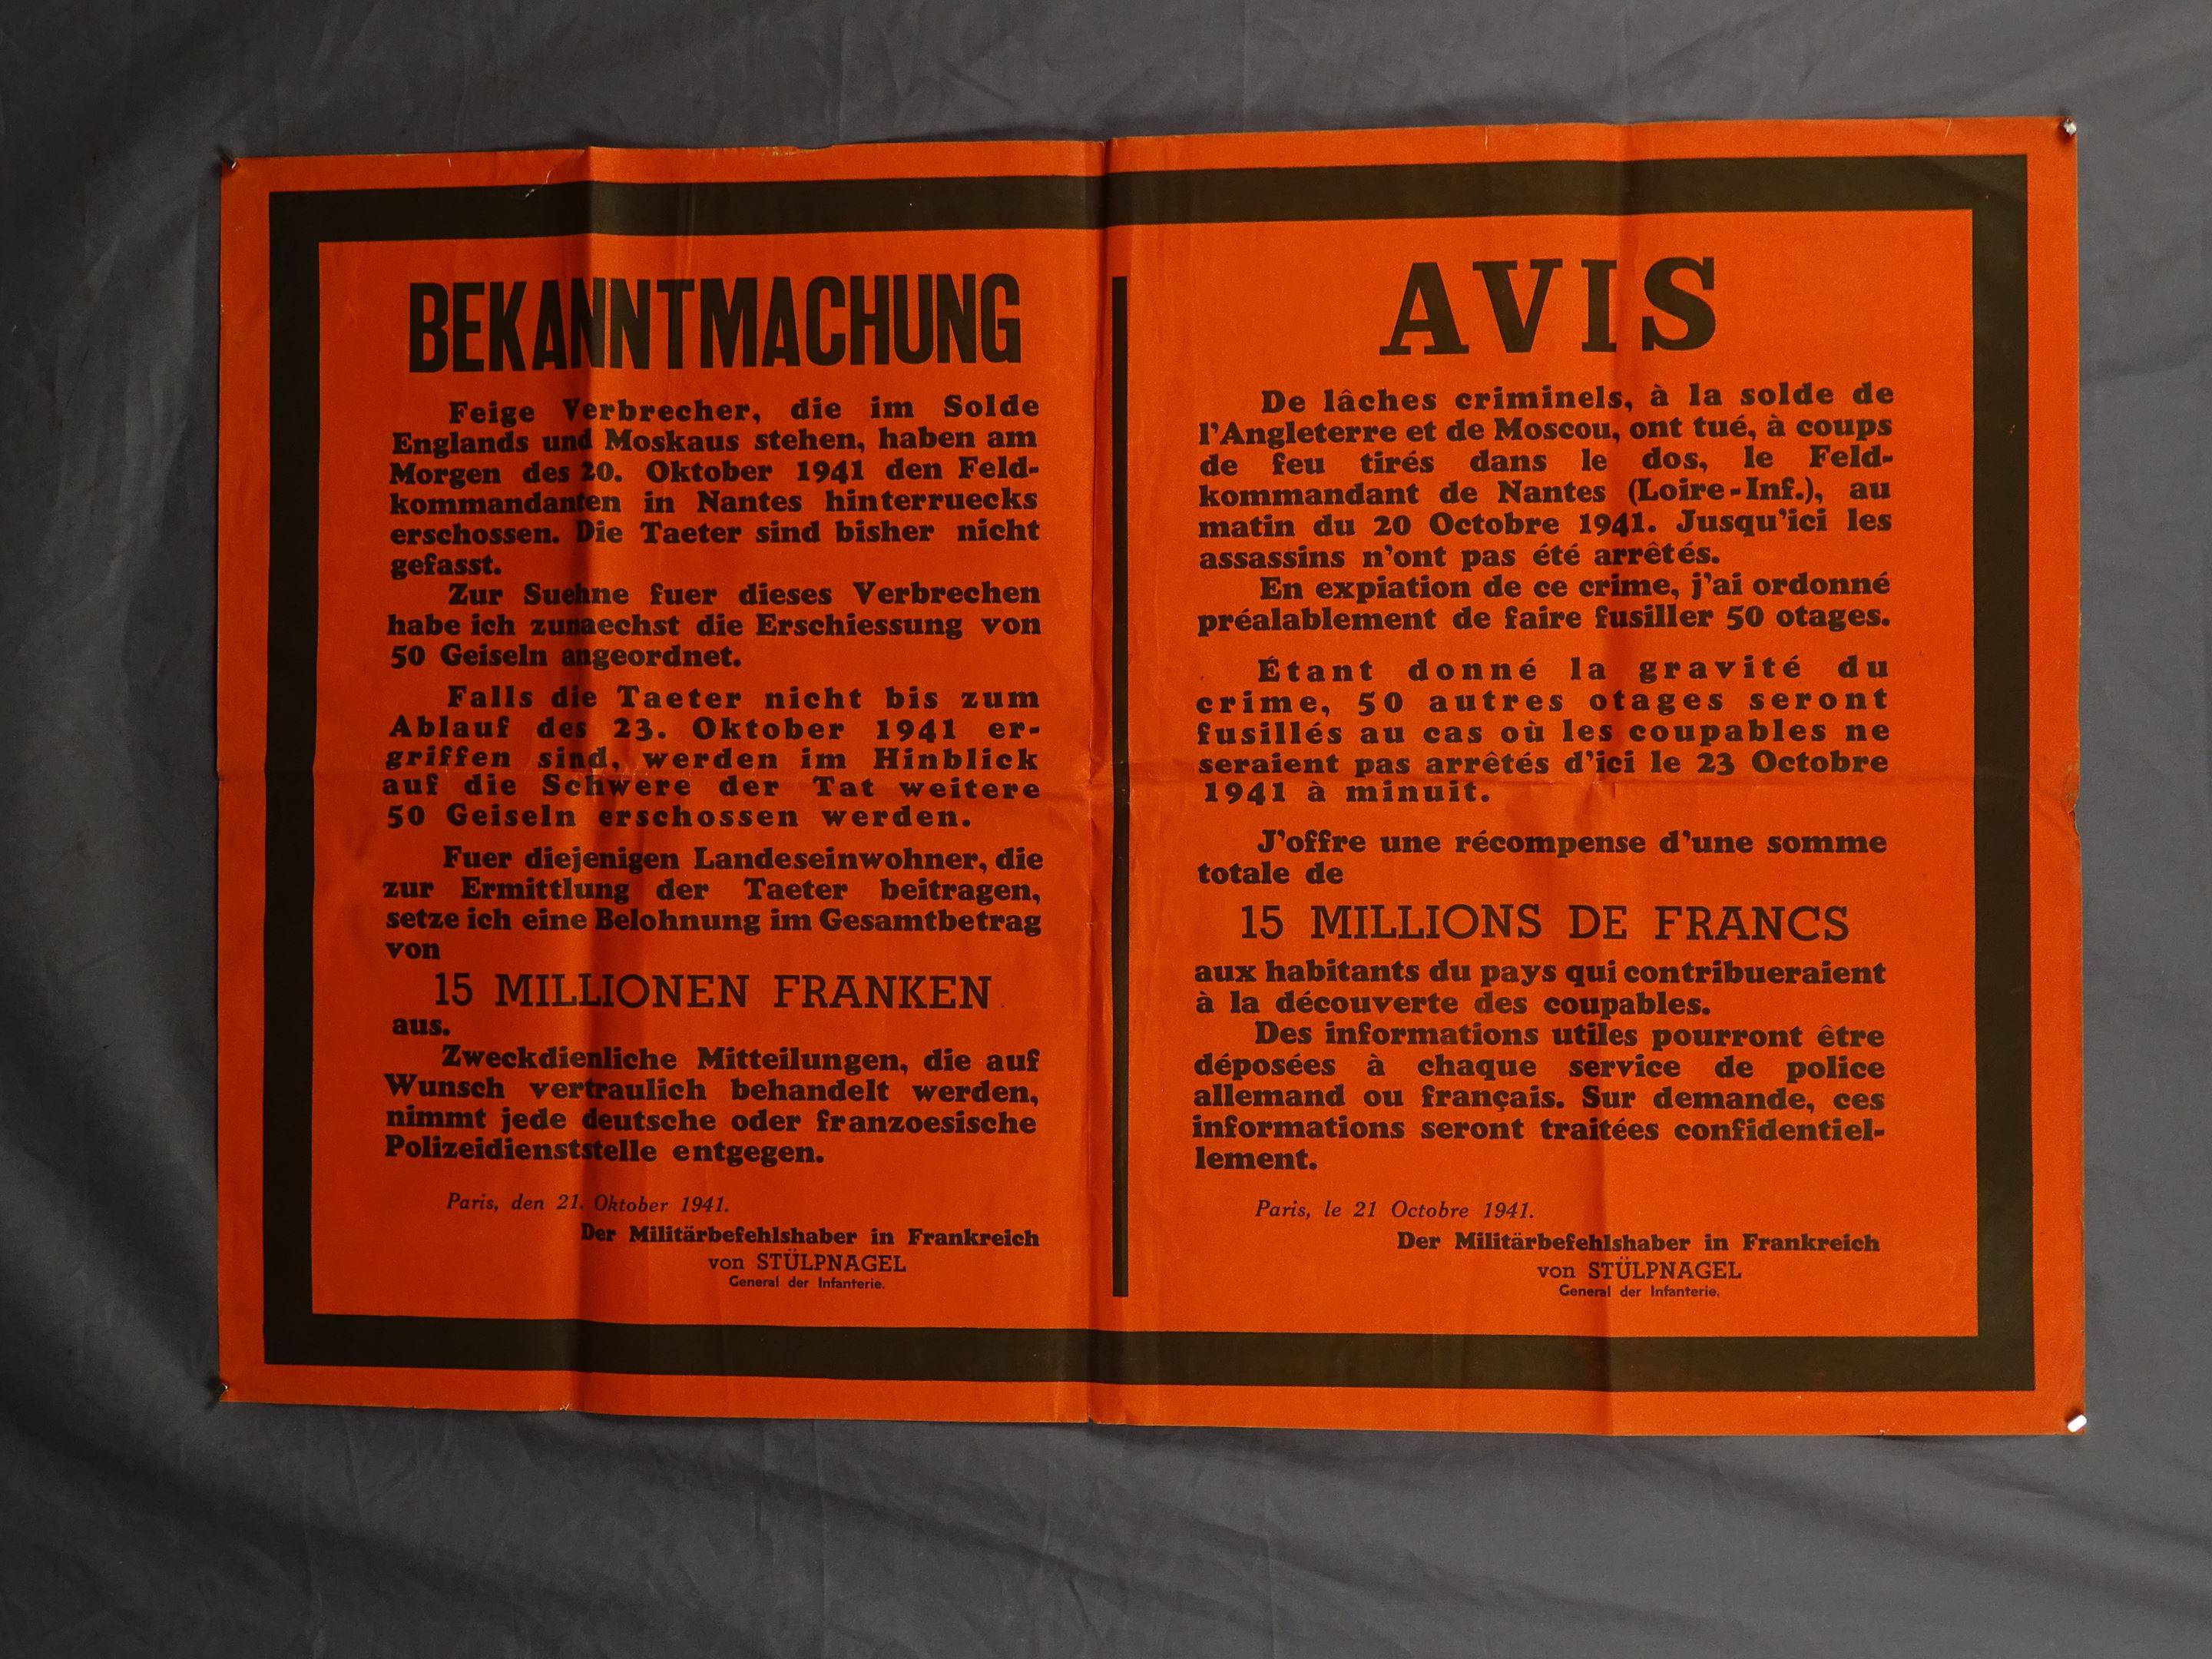 BEKANNTMACHUNG
Feige Verbrecher, die im Solde
Englands und Moskaus stehen, haben am
Morgen des 20. Oktober 1941 den Feld-
kommandanten in Nantes hinterruecks
erschossen. Die Taeter sind bisher nicht
gefasst.
Zur Suehne fuer dieses Verbrechen
habe ich zunaechst die Erschiessung von
50 Geiseln angeordnet.
Falls die Taeter nicht bis zum
Ablauf des 23. Oktober 1941 er-
griffen sind, werden im Hinblick
auf die Schwere der Tat weitere
50 Geiseln erschossen werden.
Fuer diejenigen Landeseinwohner, die
zur Ermittlung der Taeter beitragen,
setze ich eine Belohnung im Gesamtbetrag
von
15 MILLIONEN FRANKEN
aus.
Zweckdienliche Mitteilungen, die auf
Wunsch vertraulich behandelt werden,
nimmt jede deutsche oder franzoesische
Polizeidienststelle entgegen.
Paris, den 21. Oktober 1941.
Der Militärbefehlshaber in Frankreich
von STÜLPNAGEL
General der Infanterie.
AVIS
De lâches criminels, à la solde de
l'Angleterre et de Moscou, ont tué, à coups
de feu tirés dans le dos, le Feld-
kommandant de Nantes (Loire-Inf.), au
matin du 20 Octobre 1941. Jusqu'ici les
assassins n'ont pas été arrêtés.
En expiation de ce crime, j'ai ordonné
préalablement de faire fusiller 50 otages.
Étant donné la gravité du
crime, 50 autres otages seront
fusillés au cas où les coupables ne
seraient pas arrêtés d'ici le 23 Octobre
1941 à minuit.
J'offre une récompense d'une somme
totale de
15 MILLIONS DE FRANCS
aux habitants du pays qui contribueraient
à la découverte des coupables.
Des informations utiles pourront être
déposées à chaque service de police
allemand ou français. Sur demande, ces
informations seront traitées confidentiel-
lement.
Paris, le 21 Octobre 1941.
Der Militärbefehlshaber in Frankreich
von STÜLPNAGEL
General der Infanterie.